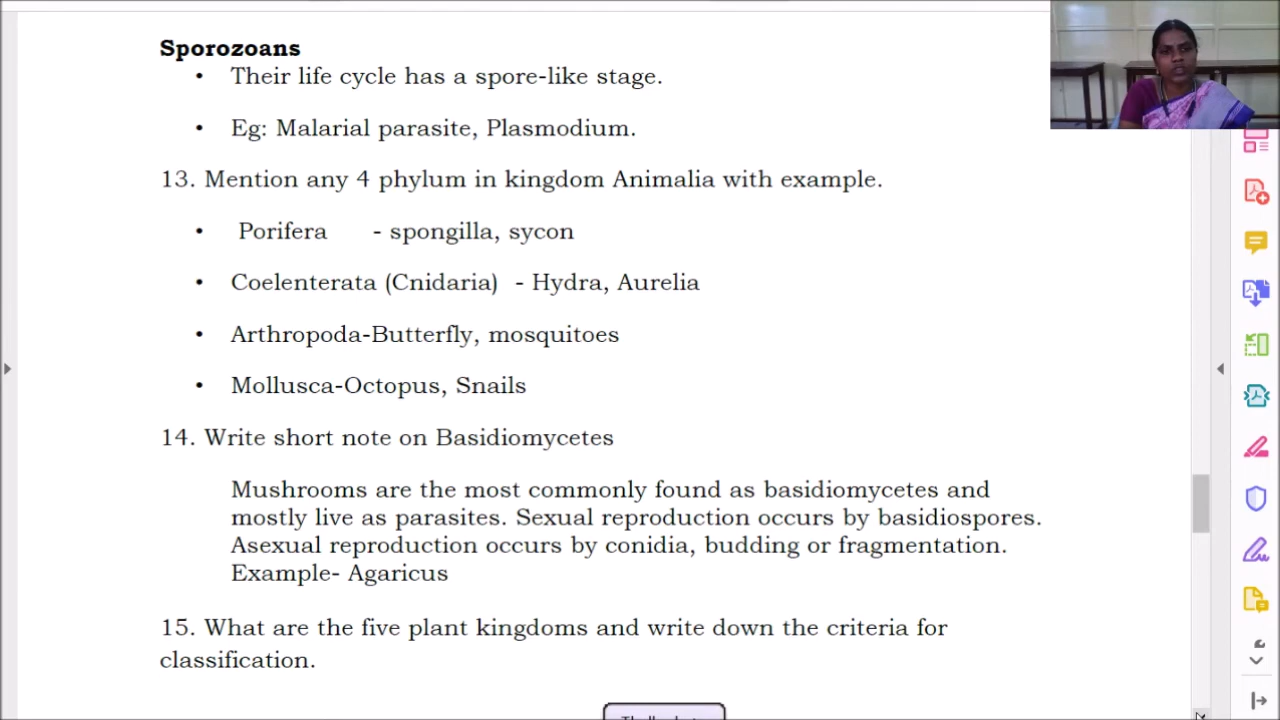 Sporozoans
• Their life cycle has a spore-like stage.
• Eg: Malarial parasite, Plasmodium.
13. Mention any 4 phylum in kingdom Animalia with example.
• Porifera - spongilla, sycon
• Coelenterata (Cnidaria) - Hydra, Aurelia
• Arthropoda-Butterfly, mosquitoes
• Mollusca-Octopus, Snails
14. Write short note on Basidiomycetes
Mushrooms are the most commonly found as basidiomycetes and
mostly live as parasites. Sexual reproduction occurs by basidiospores.
Asexual reproduction occurs by conidia, budding or fragmentation.
Example- Agaricus
15. What are the five plant kingdoms and write down the criteria for
classification.